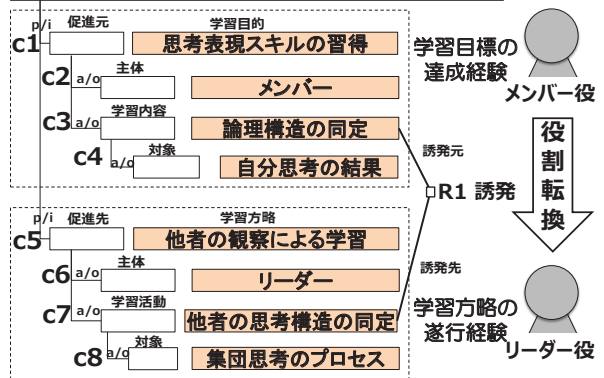 p/i 促進元 学習目的
c1 思考表現スキルの習得
c2 a/o 主体 メンバー
c3 a/o 学習内容 論理構造の同定
c4 a/o 対象 自分思考の結果
学習目標の
達成経験
メンバー役
誘発元
R1 誘発
誘発先
役
割
転
換
p/i 促進先 学習方略
c5 他者の観察による学習
c6 a/o 主体 リーダー
c7 a/o 学習活動 他者の思考構造の同定
c8 a/o 対象 集団思考のプロセス
学習方略の
遂行経験
リーダー役